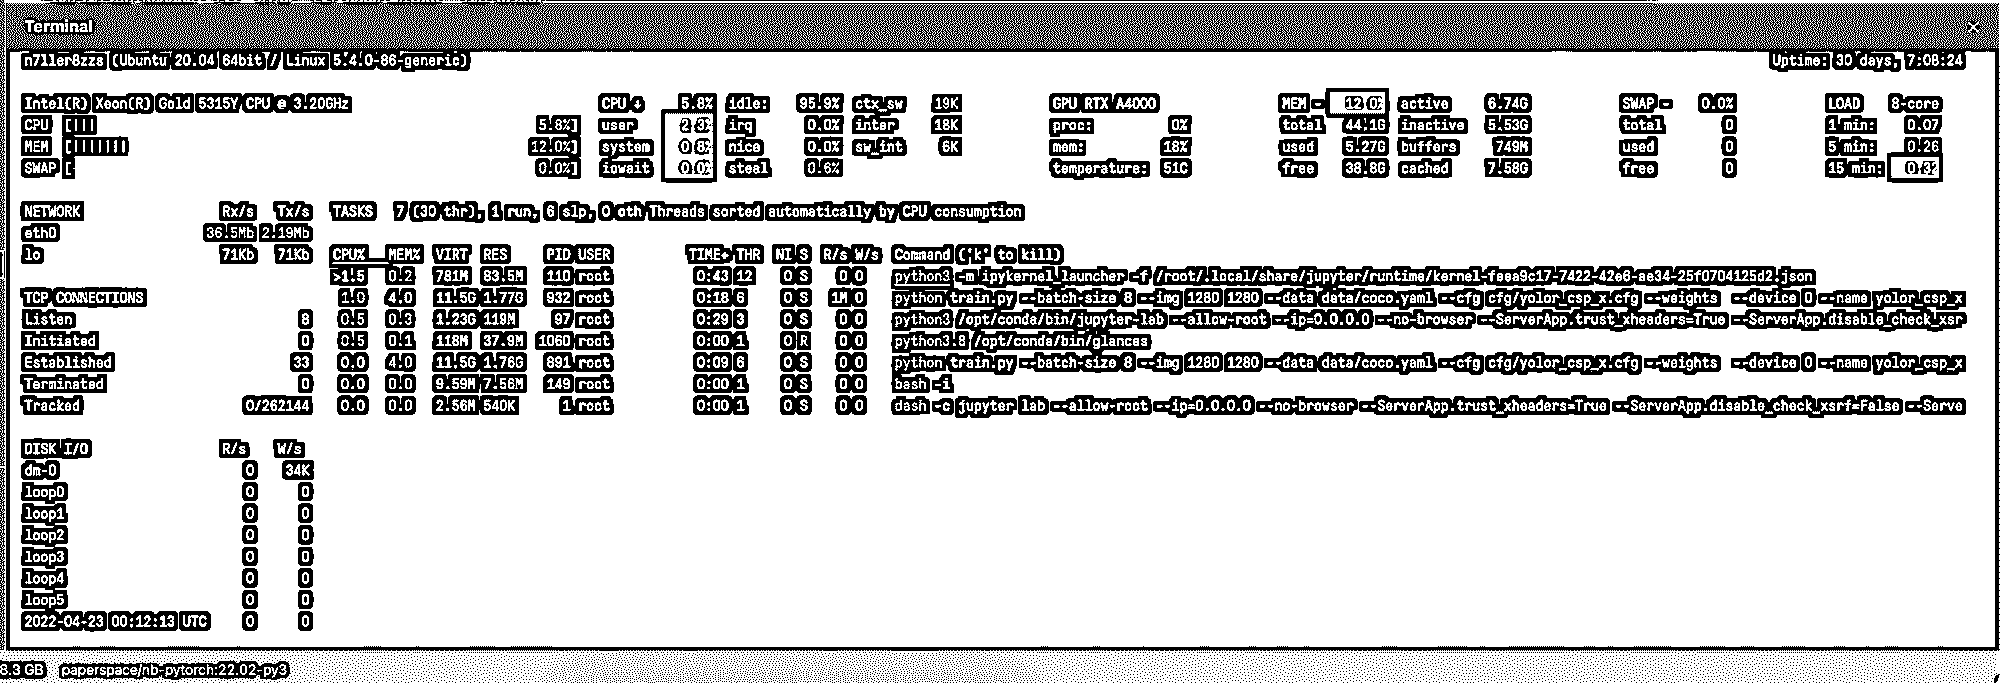 Terminal
n7ller8zzs (Ubuntu 20.04 64bit / Linux 5.4.0-86-generic) Uptime: 30 days, 7:08:24
Intel(R) Xeon(R) Gold 5315Y CPU @ 3.20GHz CPU 5.8% idle: 95.9% ctx_sw 19K GPU RTX A4000 MEM - 12.0% active 6.74G SWAP - 0.0% LOAD 8-core
CPU [||| 5.8%] user 2.3% irq 0.0% inter 18K proc: 0% total 44.1G inactive 5.53G total 0 1 min: 0.07
MEM [||||||| 12.0%] system 0.8% nice 0.0% sw_int 6K mem: 18% used 5.27G buffers 749M used 0 5 min: 0.26
SWAP [ 0.0%] iowait 0.0% steal 0.6% temperature: 51C free 38.8G cached 7.58G free 0 15 min:
NETWORK Rx/s Tx/s TASKS 7 (30 thr), 1 run, 6 slp, 0 oth Threads sorted automatically by CPU consumption
eth0 36.5Mb 2.19Mb
lo 71Kb 71Kb CPU% MEM% VIRT RES PID USER TIME+ THR NI S R/s W/s Command ('k' to kill)
>1.5 0.2 781M 83.5M 110 root 0:43 12 0 S 0 0 python3 -m ipykernel_launcher -f /root/.local/share/jupyter/runtime/kernel-feea9c17-7422-42e6-ae34-25f0704125d2.json
TCP CONNECTIONS 1.0 4.0 11.5G 1.77G 932 root 0:18 6 0 S 1M 0 python train.py --batch-size 8 --img 1280 1280 --data data/coco.yaml --cfg cfg/yolor_csp_x.cfg --weights --device 0 --name yolor_csp_x
Listen 8 0.5 0.3 1.23G 119M 97 root 0:29 3 0 S 0 0 python3 /opt/conda/bin/jupyter-lab --allow-root --ip=0.0.0.0 --no-browser --ServerApp.trust_xheaders=True --ServerApp.disable_check_xsr
Initiated 0 0.5 0.1 118M 37.9M 1060 root 0:00 1 0 R 0 0 python3.8 /opt/conda/bin/glances
Established 33 0.0 4.0 11.5G 1.76G 891 root 0:09 6 0 S 0 0 python train.py --batch-size 8 --img 1280 1280 --data data/coco.yaml --cfg cfg/yolor_csp_x.cfg --weights --device 0 --name yolor_csp_x
Terminated 0 0.0 0.0 9.59M 7.56M 149 root 0:00 1 0 S 0 0 bash -i
Tracked 0/262144 0.0 0.0 2.56M 540K 1 root 0:00 1 0 S 0 0 dash -c jupyter lab --allow-root --ip=0.0.0.0 --no-browser --ServerApp.trust_xheaders=True --ServerApp.disable_check_xsrf=False --Serve
DISK I/O R/s W/s
dm-0 0 34K
loop0 0 0
loop1 0 0
loop2 0 0
loop3 0 0
loop4 0 0
loop5 0 0
2022-04-23 00:12:13 UTC 0 0
8.3 GB paperspace/nb-pytorch:22.02-py3